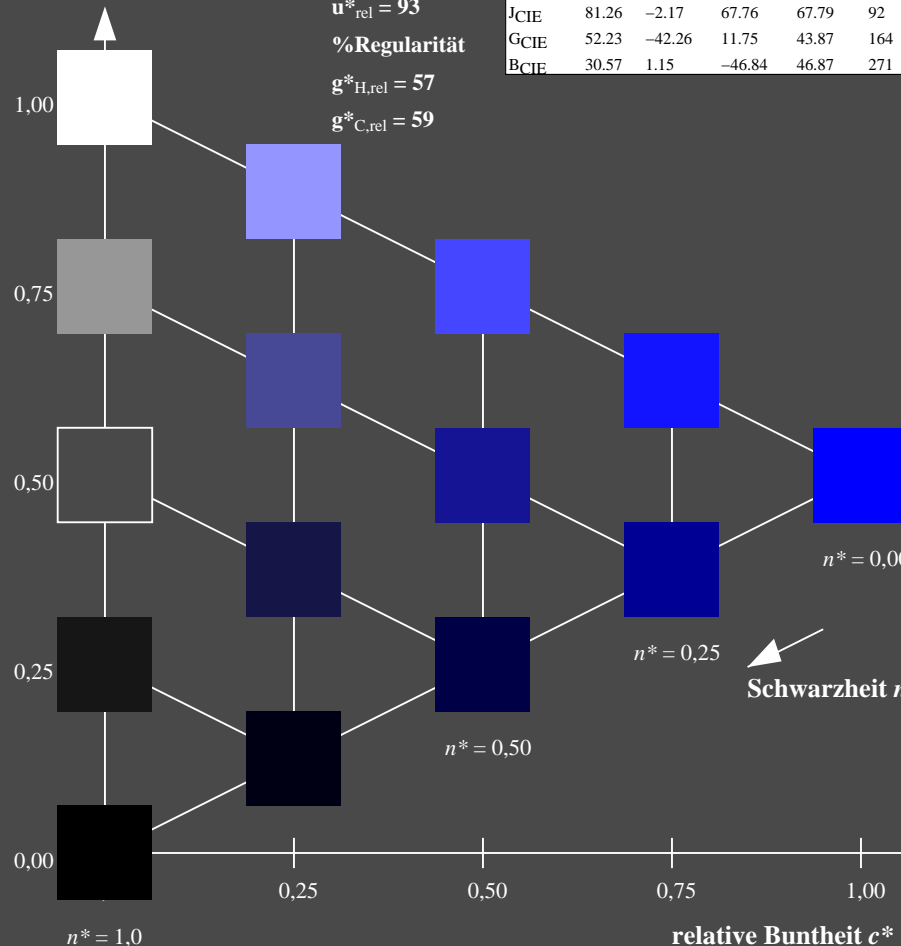 u*rel = 93
%Regularität
g*H,rel = 57
g*C,rel = 59
JCIE 81.26 −2.17 67.76 67.79 92
GCIE 52.23 −42.26 11.75 43.87 164
BCIE 30.57 1.15 −46.84 46.87 271
1,00
0,75
0,50
0,25
0,00
n* = 0,00
n* = 0,25
Schwarzheit n
n* = 0,50
0,25 0,50 0,75 1,00
n* = 1,0
relative Buntheit c*